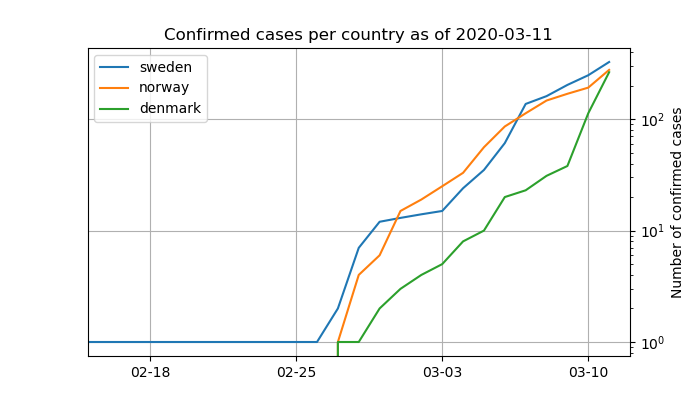 Confirmed cases per country as of 2020-03-11
sweden
norway
denmark
10²
10¹
10⁰
Number of confirmed cases
02-18 02-25 03-03 03-10